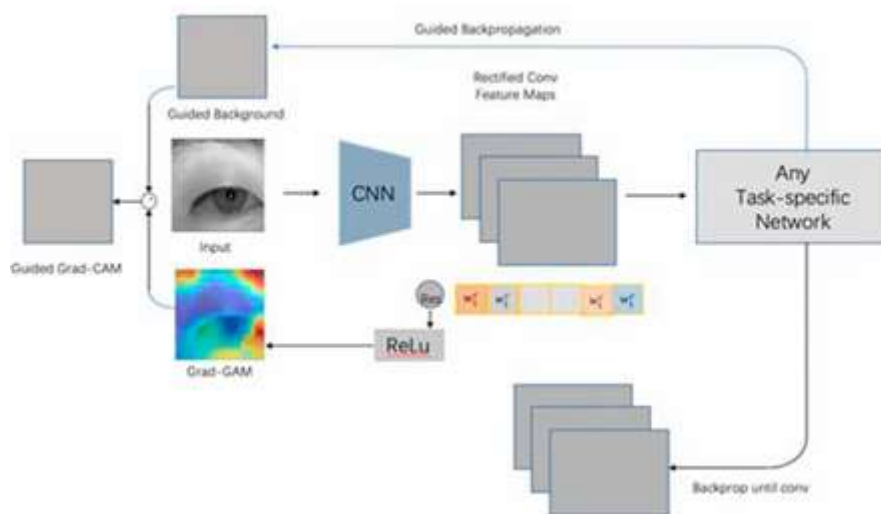 Guided Backpropagation
Rectified Conv
Feature Maps
Guided Background
CNN
Any
Task-specific
Network
Input
Guided Grad-CAM
Res
ReLu
Grad-GAM
Backprop until conv